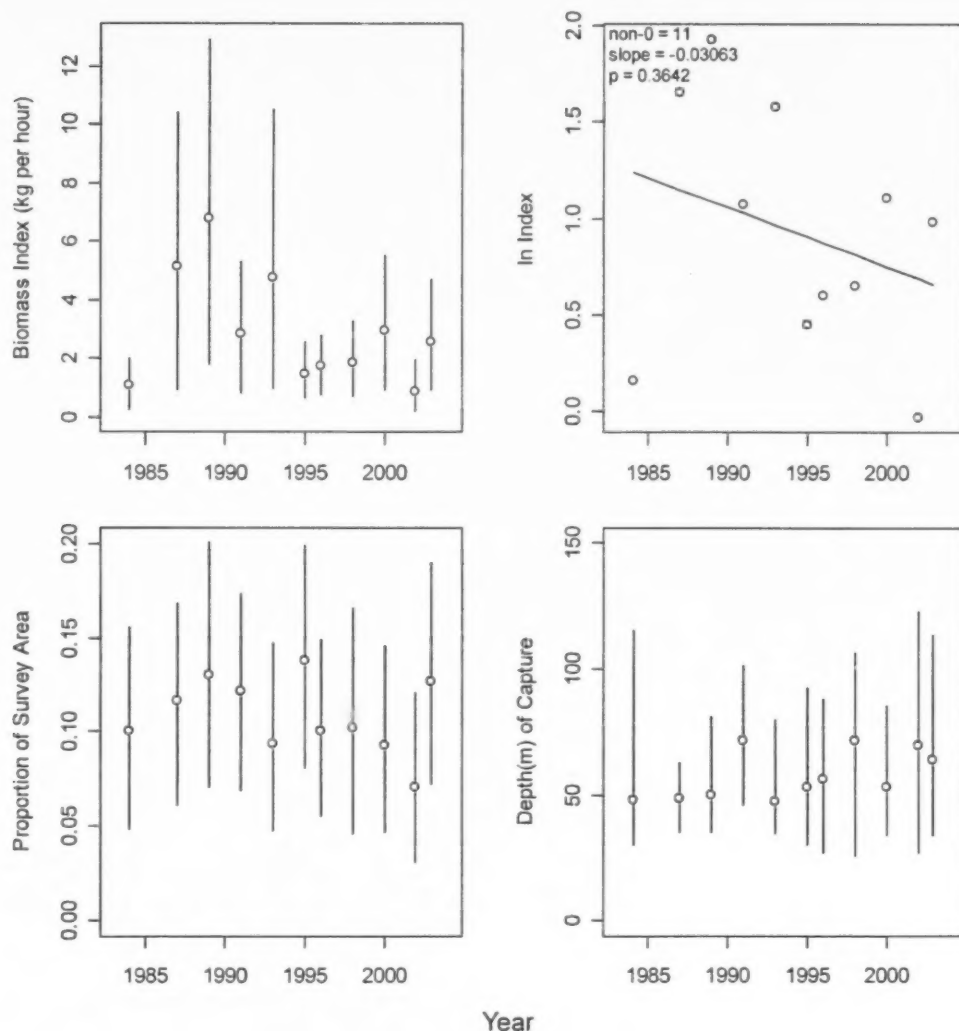 Biomass Index (kg per hour)
0 2 4 6 8 10 12
1985 1990 1995 2000
ln Index
0.0 0.5 1.0 1.5 2.0
non-0 = 11
slope = -0.03063
p = 0.3642
1985 1990 1995 2000
Proportion of Survey Area
0.00 0.05 0.10 0.15 0.20
1985 1990 1995 2000
Depth(m) of Capture
0 50 100 150
1985 1990 1995 2000
Year